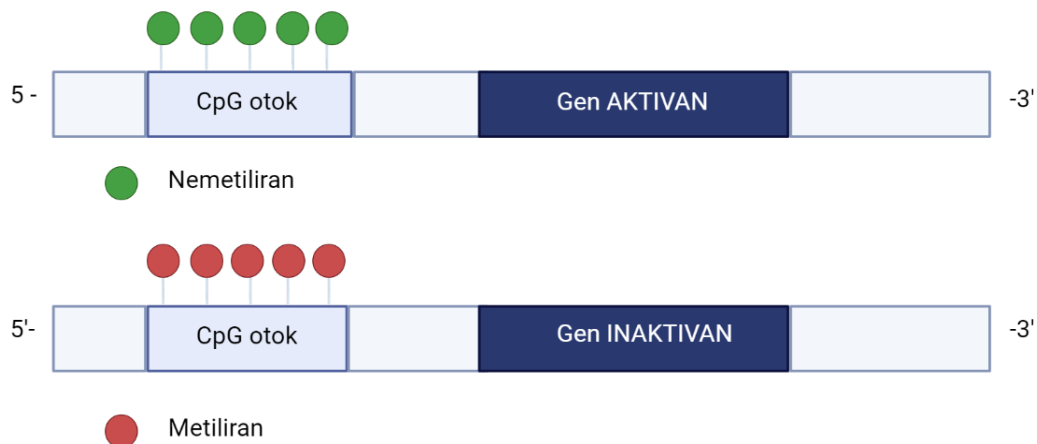 5 - CpG otok Gen AKTIVAN -3'
Nemetiliran
5'- CpG otok Gen INAKTIVAN -3'
Metiliran